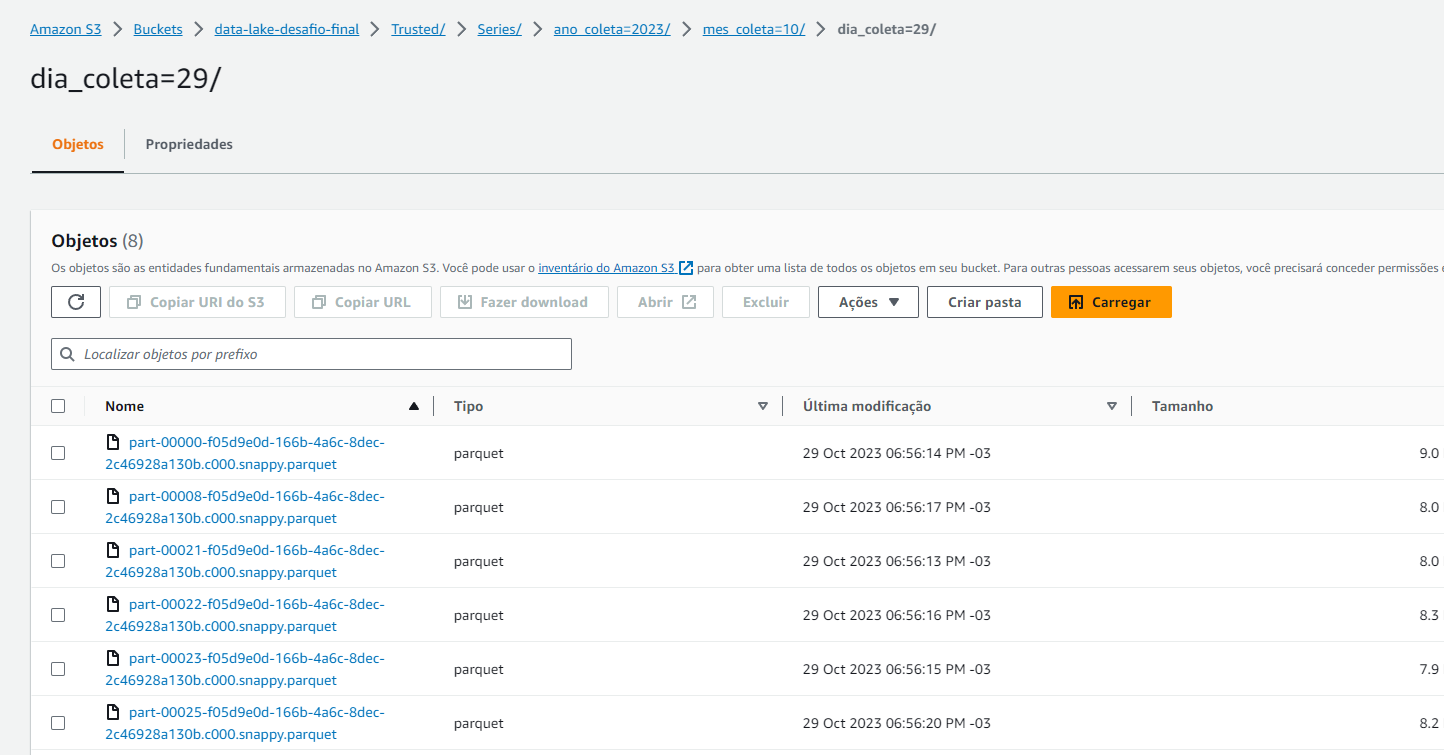 Amazon S3 > Buckets > data-lake-desafio-final > Trusted/ > Series/ > ano_coleta=2023/ > mes_coleta=10/ > dia_coleta=29/
dia_coleta=29/
Objetos Propriedades
Objetos (8)
Os objetos são as entidades fundamentais armazenadas no Amazon S3. Você pode usar o inventário do Amazon S3 para obter uma lista de todos os objetos em seu bucket. Para outras pessoas acessarem seus objetos, você precisará conceder permissões
Copiar URI do S3 Copiar URL Fazer download Abrir Excluir Ações Criar pasta Carregar
Localizar objetos por prefixo
Nome Tipo Última modificação Tamanho
part-00000-f05d9e0d-166b-4a6c-8dec-
2c46928a130b.c000.snappy.parquet
parquet 29 Oct 2023 06:56:14 PM -03 9.0
part-00008-f05d9e0d-166b-4a6c-8dec-
2c46928a130b.c000.snappy.parquet
parquet 29 Oct 2023 06:56:17 PM -03 8.0
part-00021-f05d9e0d-166b-4a6c-8dec-
2c46928a130b.c000.snappy.parquet
parquet 29 Oct 2023 06:56:13 PM -03 8.0
part-00022-f05d9e0d-166b-4a6c-8dec-
2c46928a130b.c000.snappy.parquet
parquet 29 Oct 2023 06:56:16 PM -03 8.3
part-00023-f05d9e0d-166b-4a6c-8dec-
2c46928a130b.c000.snappy.parquet
parquet 29 Oct 2023 06:56:15 PM -03 7.9
part-00025-f05d9e0d-166b-4a6c-8dec-
2c46928a130b.c000.snappy.parquet
parquet 29 Oct 2023 06:56:20 PM -03 8.2